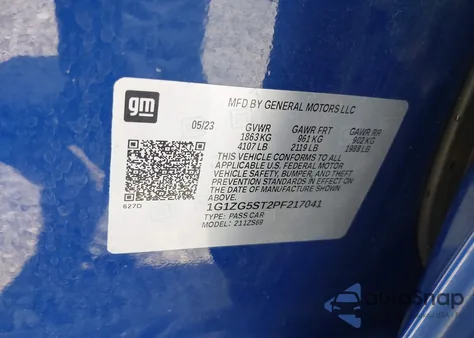 gm
MFD BY GENERAL MOTORS LLC
05/23 GVWR GAWR FRT GAWR RR
1863 KG 961 KG 902 KG
4107 LB 2119 LB 1988 LB
THIS VEHICLE CONFORMS TO ALL
APPLICABLE U.S. FEDERAL MOTOR
VEHICLE SAFETY, BUMPER, AND THEFT
PREVENTION STANDARDS IN EFFECT ON
THE DATE OF MANUFACTURE SHOWN
ABOVE.
627D
1G1ZG5ST2PF217041
TYPE: PASS CAR
MODEL: 211ZS69
AutoSnap